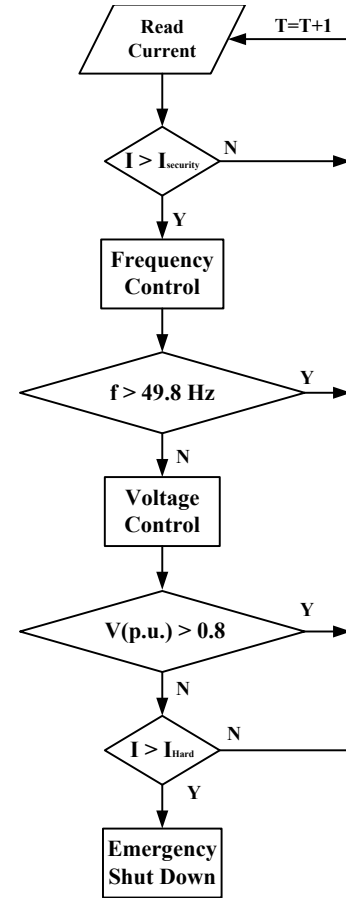 Read
Current
T=T+1
I > Isecurity
N
Y
Frequency
Control
f > 49.8 Hz
Y
N
Voltage
Control
V(p.u.) > 0.8
Y
N
I > IHard
N
Y
Emergency
Shut Down